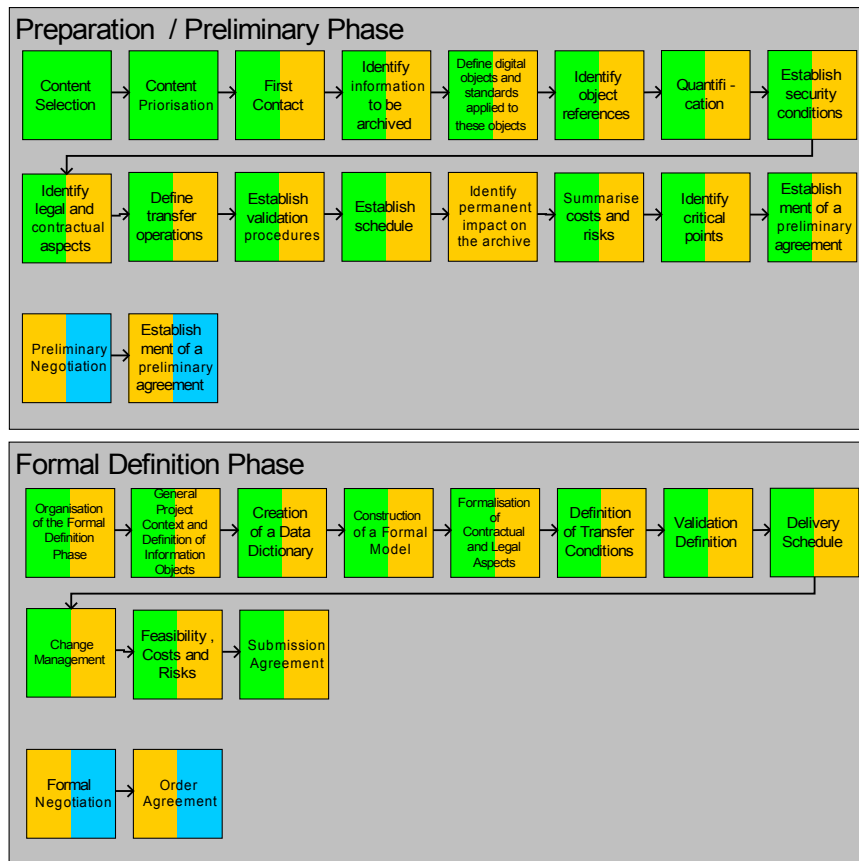 Preparation / Preliminary Phase
Content
Selection
Content
Priorisation
First
Contact
Identify
information
to be
archived
Define digital
objects and
standards
applied to
these objects
Identify
object
references
Quantifi -
cation
Establish
security
conditions
Identify
legal and
contractual
aspects
Define
transfer
operations
Establish
validation
procedures
Establish
schedule
Identify
permanent
impact on
the archive
Summarise
costs and
risks
Identify
critical
points
Establish
ment of a
preliminary
agreement
Preliminary
Negotiation
Establish
ment of a
preliminary
agreement
Formal Definition Phase
Organisation
of the Formal
Definition
Phase
General
Project
Context and
Definition of
Information
Objects
Creation
of a Data
Dictionary
Construction
of a Formal
Model
Formalisation
of
Contractual
and Legal
Aspects
Definition
of Transfer
Conditions
Validation
Definition
Delivery
Schedule
Change
Management
Feasibility ,
Costs and
Risks
Submission
Agreement
Formal
Negotiation
Order
Agreement